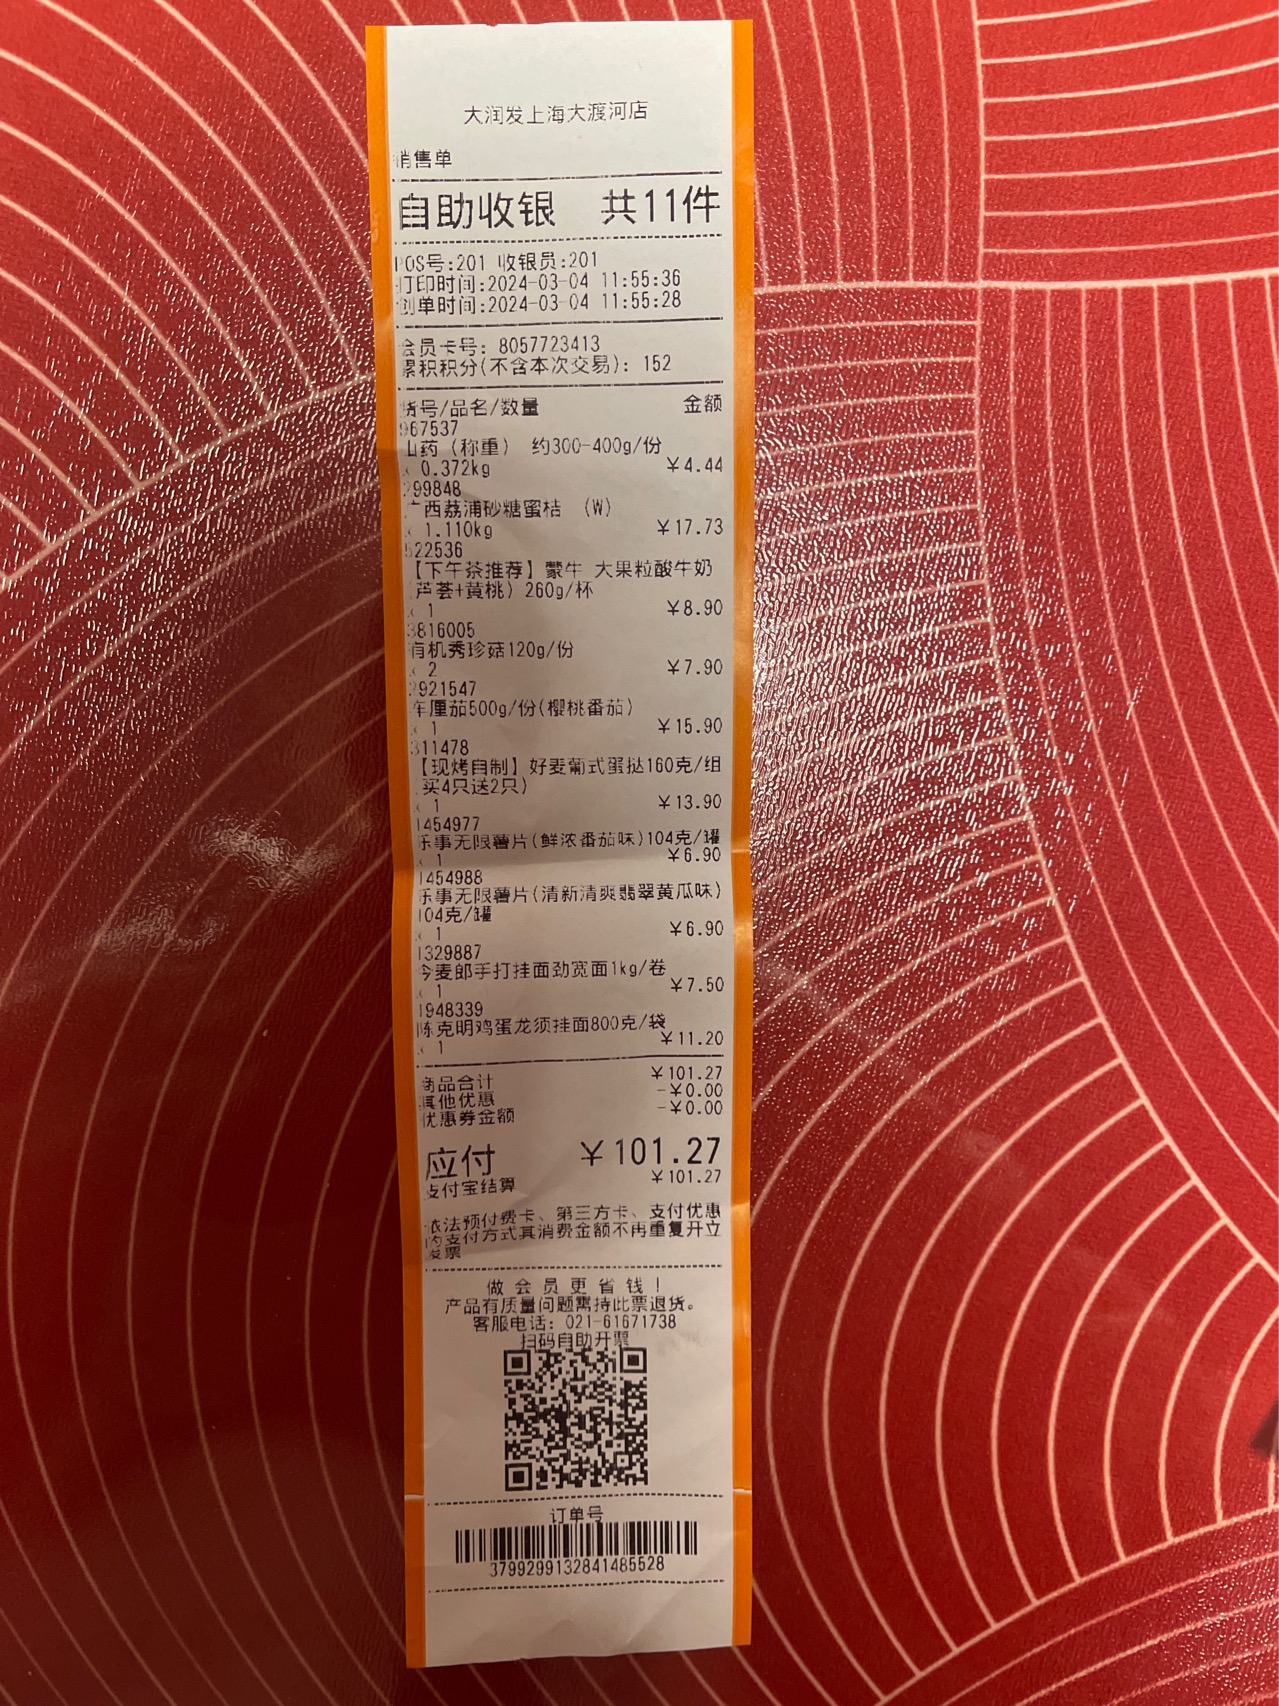 大润发上海大渡河店
销售单
自助收银 共11件
POS号:201 收银员:201
打印时间:2024-03-04 11:55:36
创单时间:2024-03-04 11:55:28
会员卡号: 8057723413
累积积分(不含本次交易): 152
货号/品名/数量 金额
967537
山药（称重） 约300-400g/份
x 0.372kg ￥4.44
299848
广西荔浦砂糖蜜桔 （W）
x 1.110kg ￥17.73
522536
【下午茶推荐】蒙牛 大果粒酸牛奶
(芦荟+黄桃) 260g/杯
x 1 ￥8.90
3816005
有机秀珍菇120g/份
x 2 ￥7.90
2921547
车厘茄500g/份(樱桃番茄)
x 1 ￥15.90
311478
【现烤自制】好麦葡式蛋挞160克/组
(买4只送2只)
x 1 ￥13.90
1454977
乐事无限薯片(鲜浓番茄味)104克/罐
x 1 ￥6.90
1454988
乐事无限薯片(清新清爽翡翠黄瓜味)
104克/罐
x 1 ￥6.90
1329887
今麦郎手打挂面劲宽面1kg/卷
x 1 ￥7.50
1948339
陈克明鸡蛋龙须挂面800克/袋
x 1 ￥11.20
商品合计 ￥101.27
其他优惠 -￥0.00
优惠券金额 -￥0.00
应付 ￥101.27
支付宝结算 ￥101.27
依法预付费卡、第三方卡、支付优惠
的支付方式其消费金额不再重复开立
发票
做会员更省钱！
产品有质量问题需持此票退货。
客服电话: 021-61671738
扫码自助开票
订单号
3799299132841485528